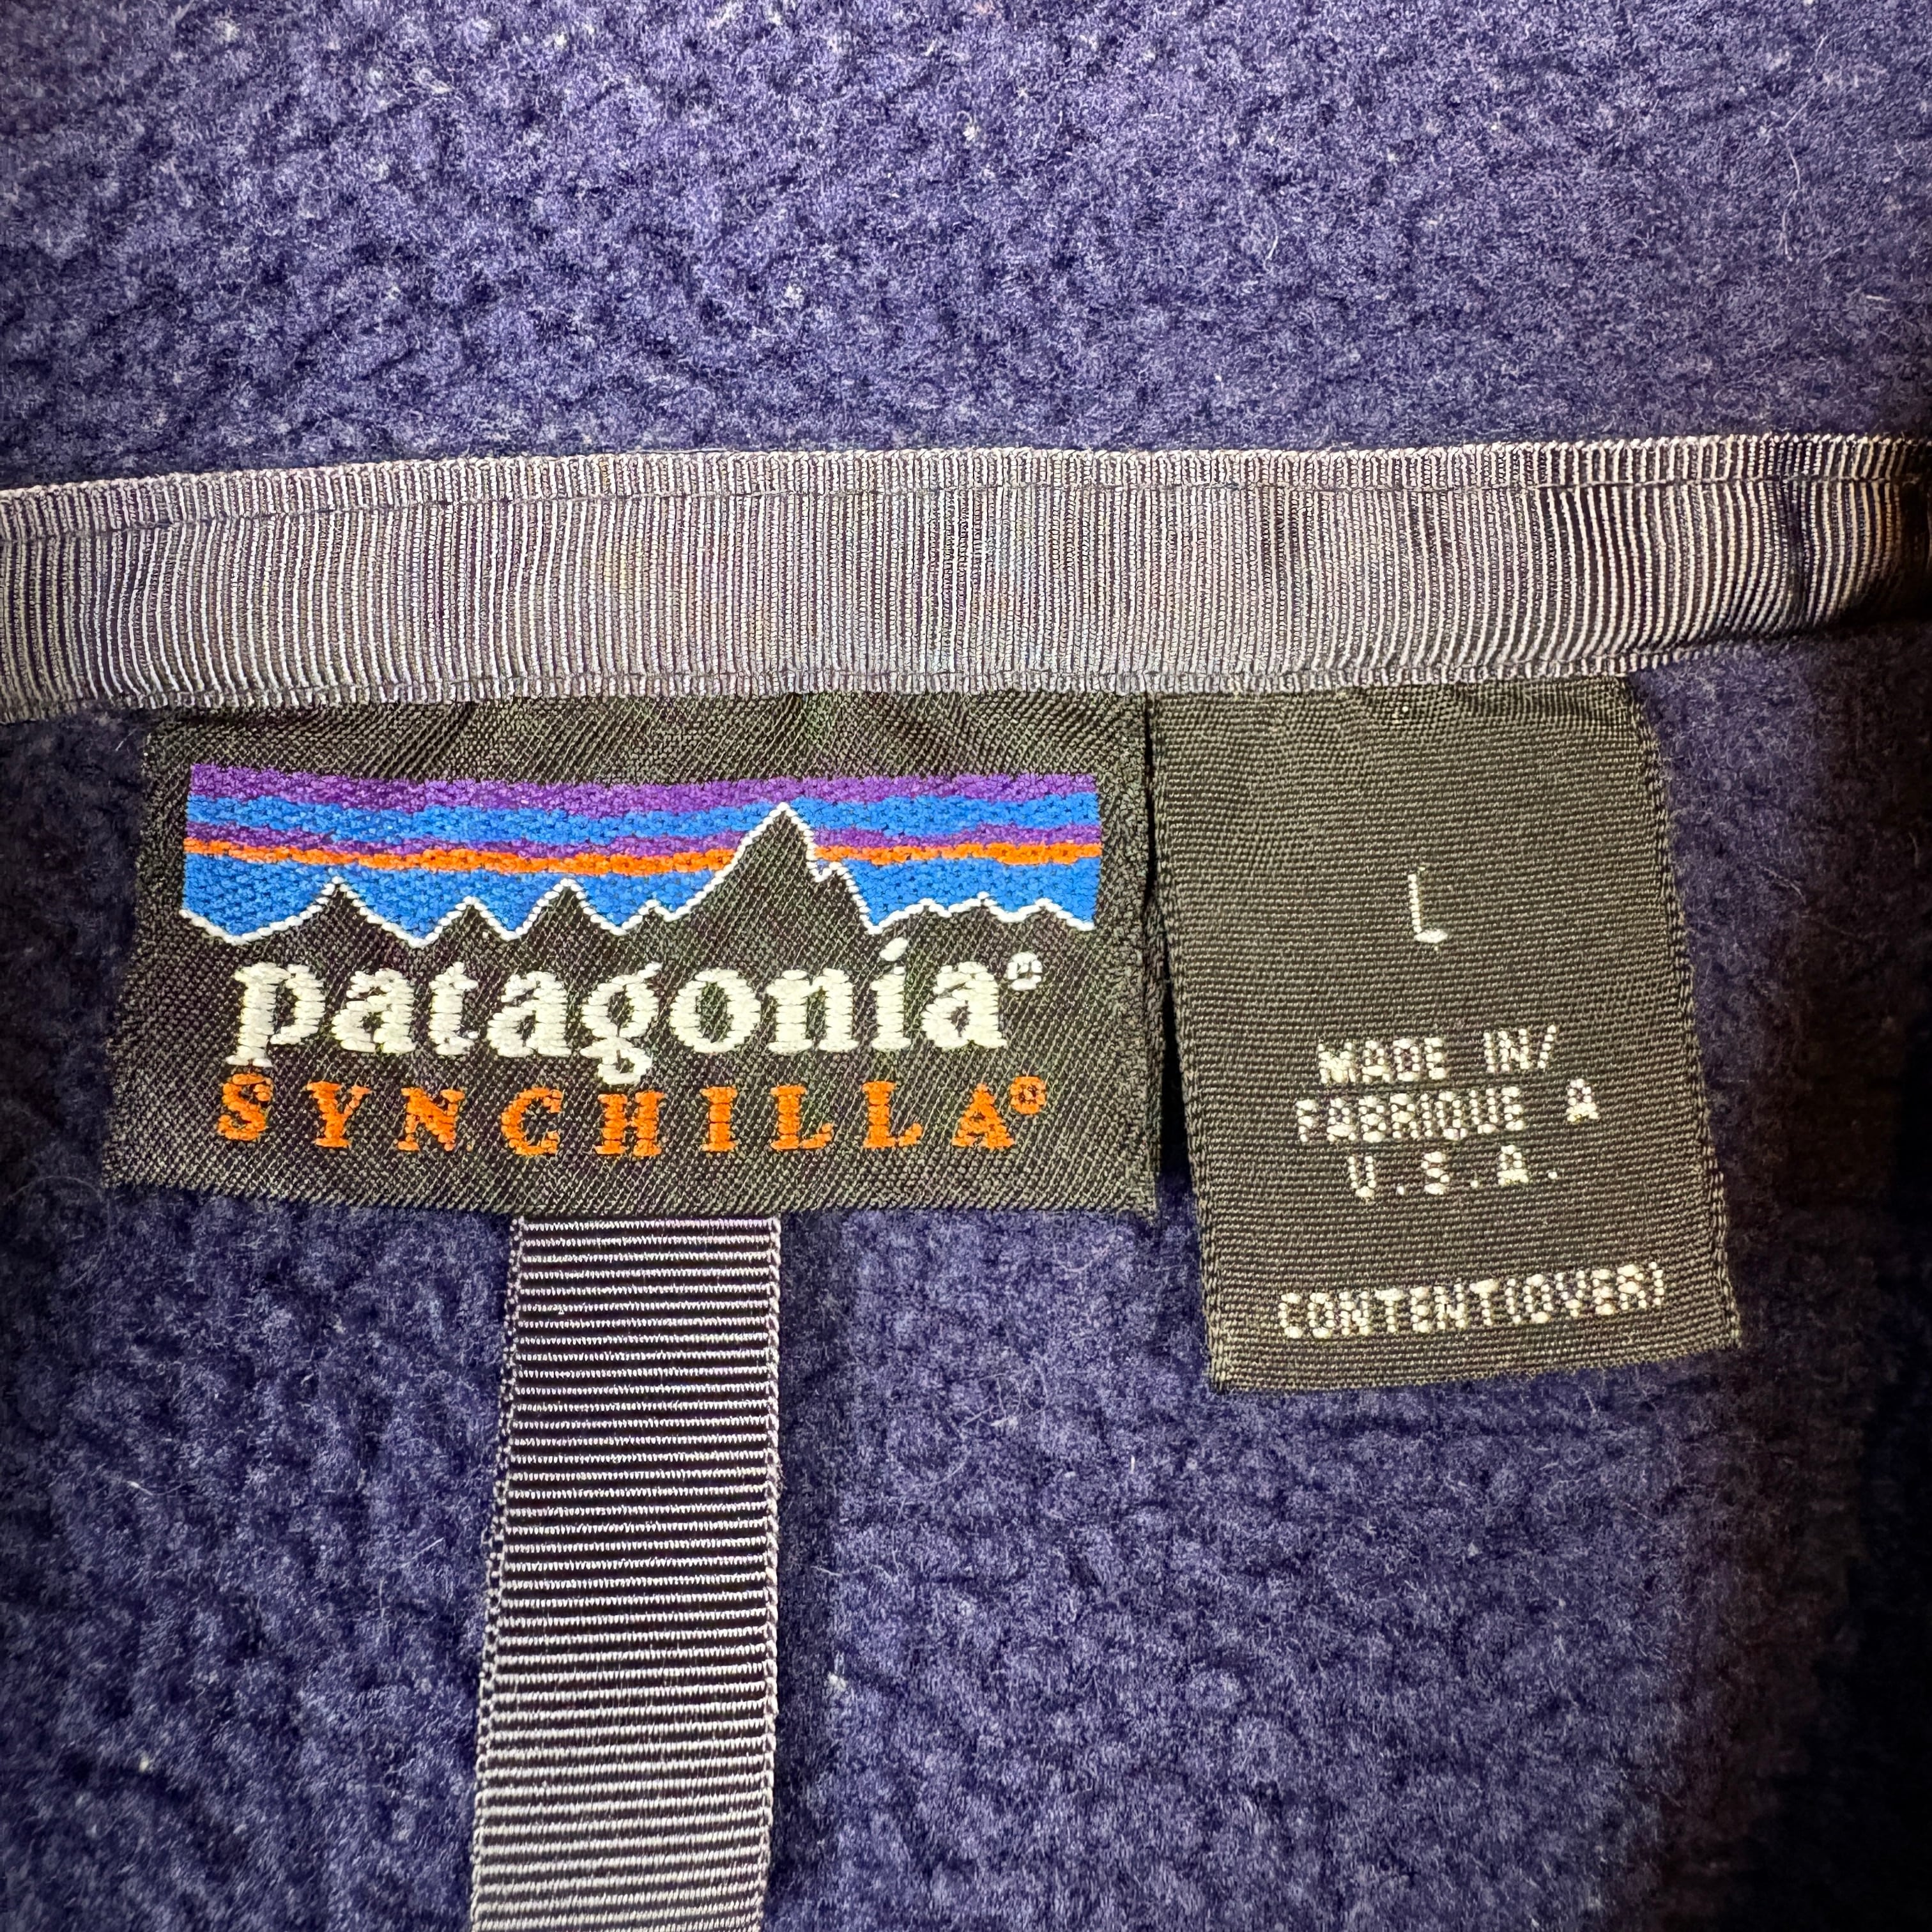 patagonia®
SYNCHILLA®
L
MADE IN/
FABRIQUE A
U.S.A.
CONTENT(OVER)